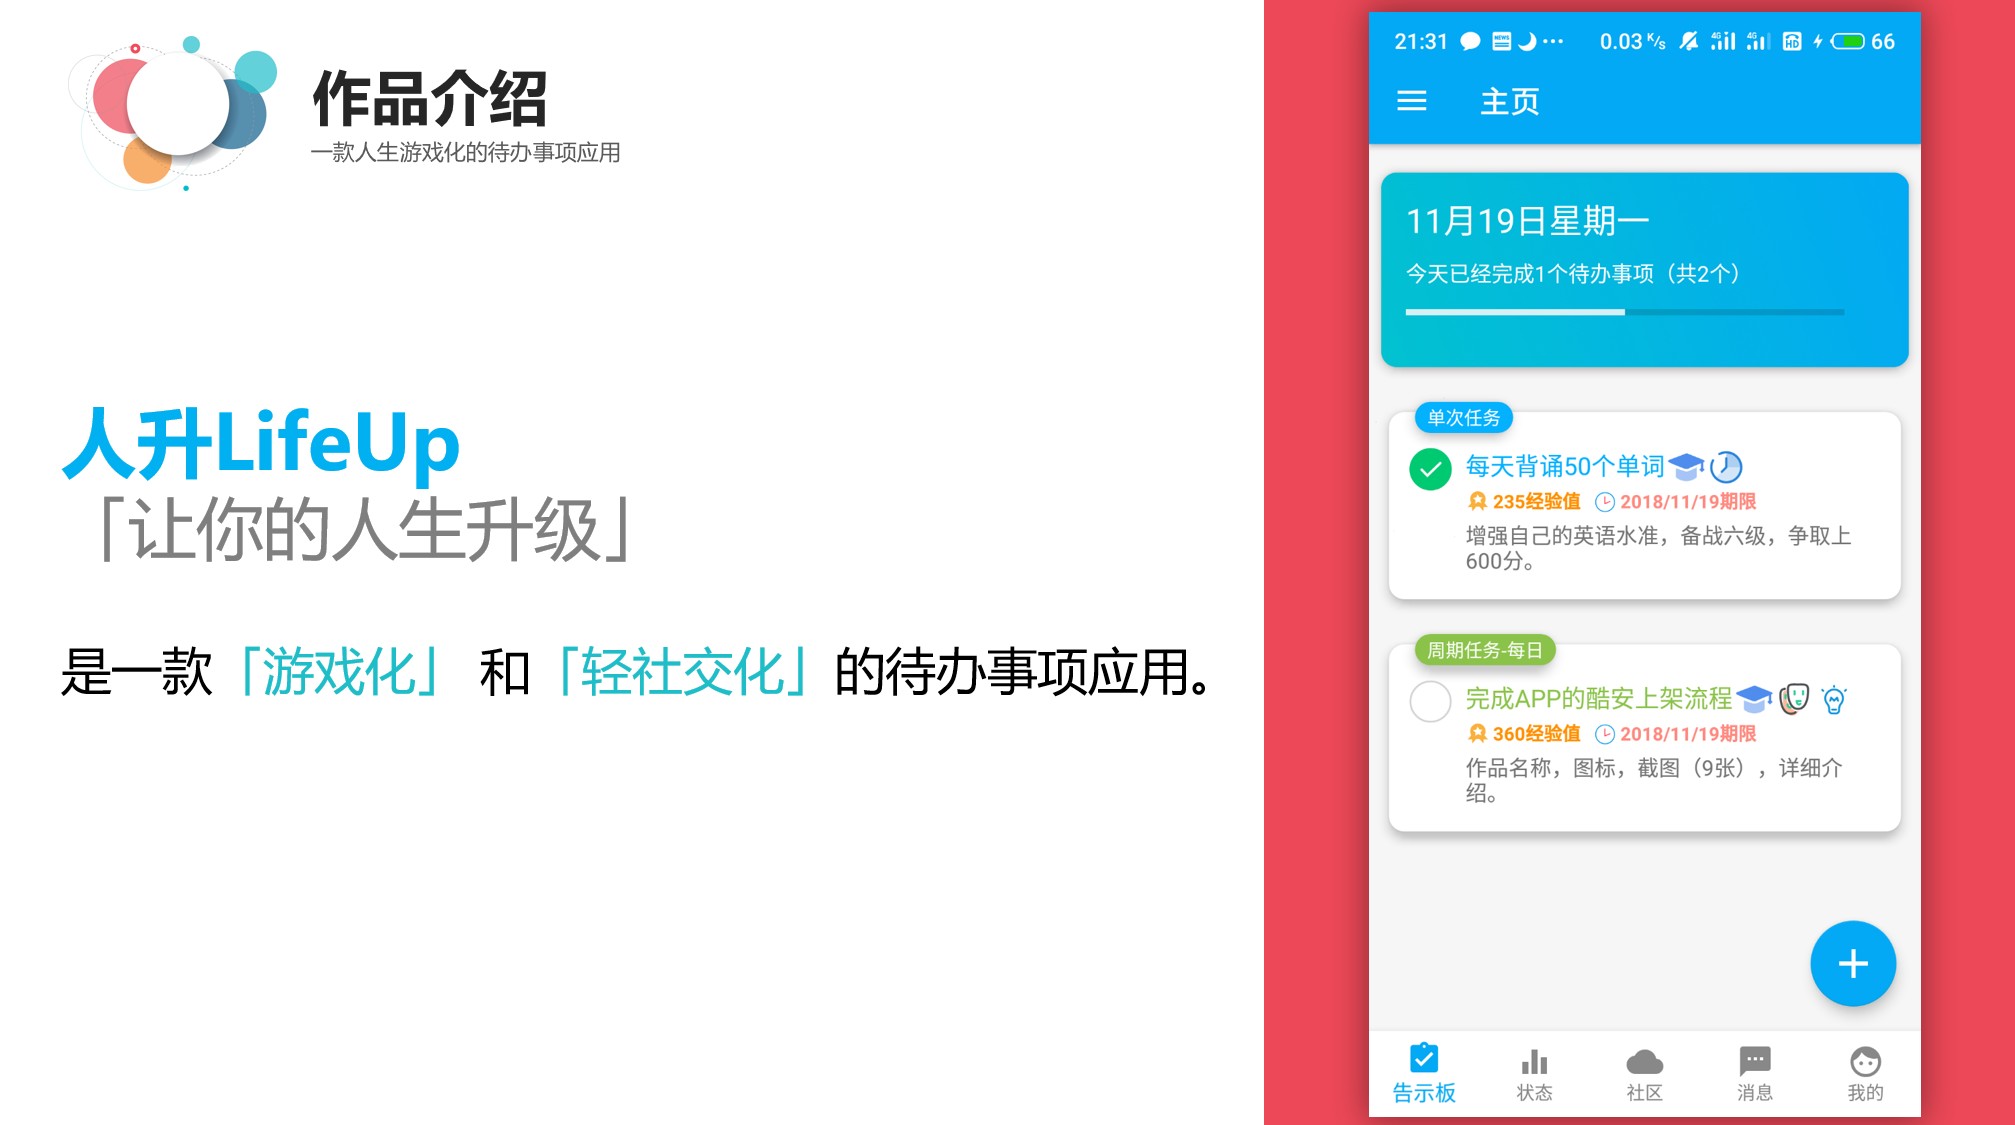 作品介绍
一款人生游戏化的待办事项应用
人升LifeUp
「让你的人生升级」
是一款「游戏化」 和「轻社交化」的待办事项应用。
21:31 NEWS ··· 0.03 K/s 4G 4G HD 66
主页
11月19日星期一
今天已经完成1个待办事项（共2个）
单次任务
每天背诵50个单词
235经验值 2018/11/19期限
增强自己的英语水准，备战六级，争取上
600分。
周期任务-每日
完成APP的酷安上架流程
360经验值 2018/11/19期限
作品名称，图标，截图（9张），详细介
绍。
告示板 状态 社区 消息 我的